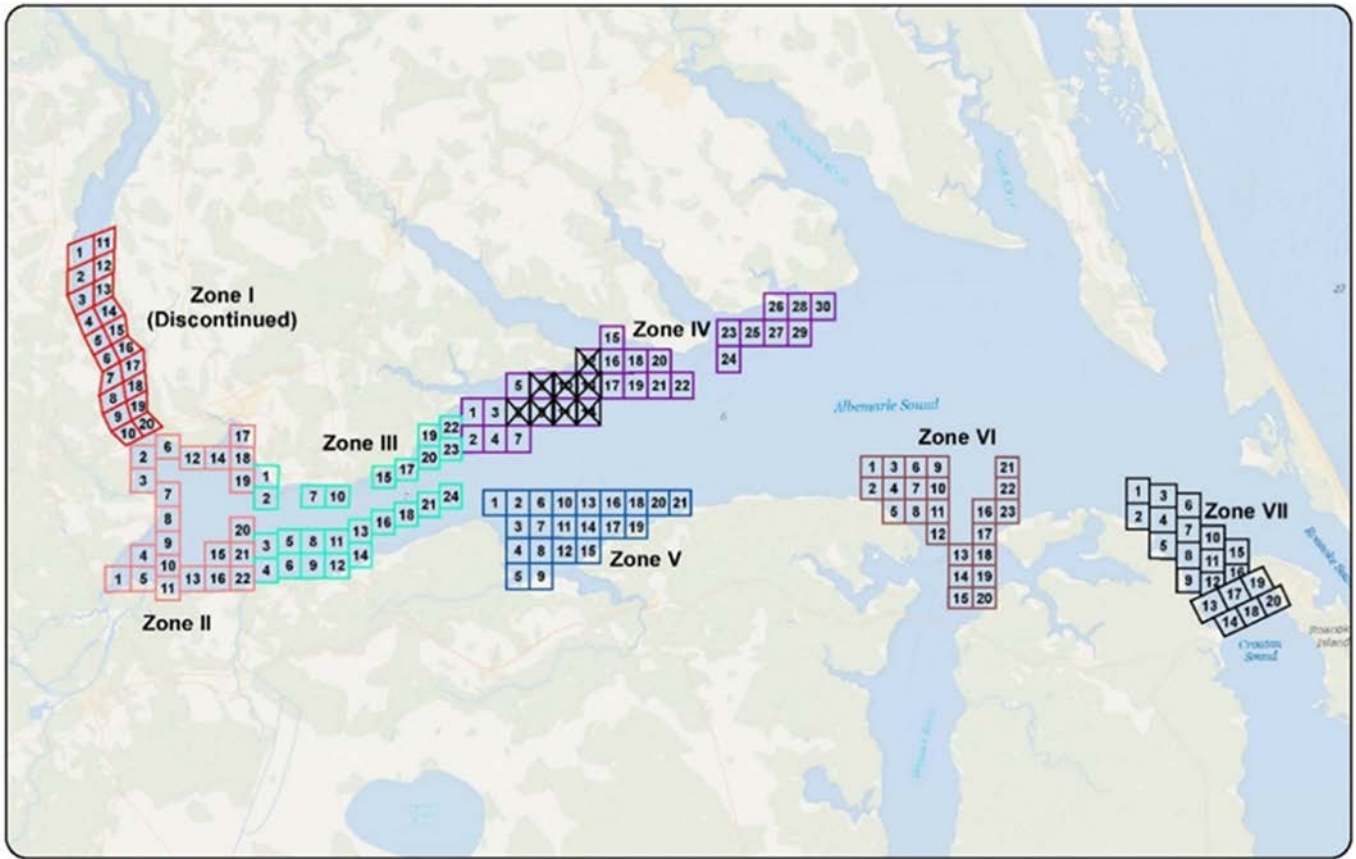 Zone I
(Discontinued)
1 11
2 12
3 13
4 14
5 15
6 16
7 17
8 18
9 19
10 20
Zone II
17
6
2 12 14 18
3 19
7
8
20
9
4 15 21
10
1 5 13 16 22
11
Zone III
24
22
19
23
20
17
15
1
2 7 10
21
18
16
13
3 5 8 11
14
4 6 9 12
Zone IV
26 28 30
23 25 27 29
24
15
16 18 20
5 17 19 21 22
1 3
2 4 7
Zone V
1 2 6 10 13 16 18 20 21
3 7 11 14 17 19
4 8 12 15
5 9
Albemarle Sound
6
Zone VI
1 3 6 9 21
2 4 7 10 22
5 8 11 16 23
12 17
13 18
14 19
15 20
Zone VII
1 3
6
2 4
7 10
5
8 11 15
16
9 12
13 17 19
14 18 20
Croatan
Sound
Roanoke
Island